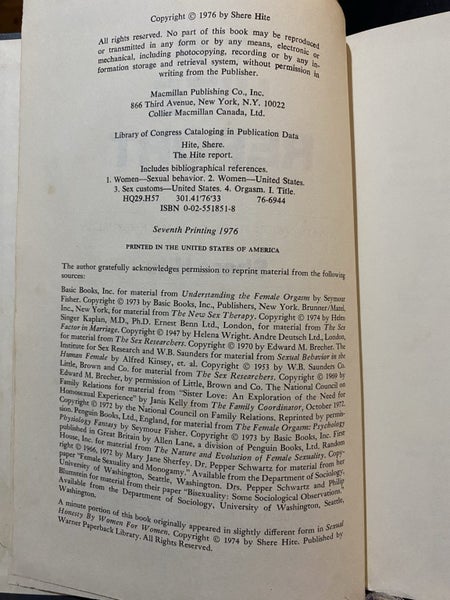 Copyright © 1976 by Shere Hite
All rights reserved. No part of this book may be reproduced
or transmitted in any form or by any means, electronic or
mechanical, including photocopying, recording or by any in-
formation storage and retrieval system, without permission in
writing from the Publisher.
Macmillan Publishing Co., Inc.
866 Third Avenue, New York, N.Y. 10022
Collier Macmillan Canada, Ltd.
Library of Congress Cataloging in Publication Data
Hite, Shere.
The Hite report.
Includes bibliographical references.
1. Women—Sexual behavior. 2. Women—United States.
3. Sex customs—United States. 4. Orgasm. I. Title.
HQ29.H57 301.41'76'33 76-6944
ISBN 0-02-551851-8
Seventh Printing 1976
PRINTED IN THE UNITED STATES OF AMERICA
The author gratefully acknowledges permission to reprint material from the following
sources:
Basic Books, Inc. for material from Understanding the Female Orgasm by Seymour
Fisher. Copyright © 1973 by Basic Books, Inc., Publishers, New York. Brunner/Mazel,
Inc., New York, for material from The New Sex Therapy. Copyright © 1974 by Helen
Singer Kaplan, M.D., Ph.D. Ernest Benn Ltd., London, for material from The Sex
Factor in Marriage. Copyright © 1947 by Helena Wright. Andre Deutsch Ltd., London,
for material from The Sex Researchers. Copyright © 1970 by Edward M. Brecher. The
Institute for Sex Research and W.B. Saunders for material from Sexual Behavior in the
Human Female by Alfred Kinsey, et. al. Copyright © 1953 by W.B. Saunders Co.
Little, Brown and Co. for material from The Sex Researchers. Copyright © 1969 by
Edward M. Brecher, by permission of Little, Brown and Co. The National Council on
Family Relations for material from "Sister Love: An Exploration of the Need for
Homosexual Experience" by Janis Kelly from The Family Coordinator, October 1972.
Copyright © 1972 by the National Council on Family Relations. Reprinted by permis-
sion. Penguin Books, Ltd., England, for material from The Female Orgasm: Psychology
Physiology Fantasy by Seymour Fisher. Copyright © 1973 by Basic Books, Inc. First
published in Great Britain by Allen Lane, a division of Penguin Books, Ltd. Random
House, Inc. for material from The Nature and Evolution of Female Sexuality. Copy-
right © 1966, 1972 by Mary Jane Sherfey. Dr. Pepper Schwartz for material from her
paper "Female Sexuality and Monogamy." Available from the Department of Sociology,
University of Washington, Seattle, Washington. Drs. Pepper Schwartz and Philip
Blumstein for material from their paper "Bisexuality: Some Sociological Observations."
Available from the Department of Sociology, University of Washington, Seattle,
Washington.
A minute portion of this book originally appeared in slightly different form in Sexual
Honesty By Women For Women. Copyright © 1974 by Shere Hite. Published by
Warner Paperback Library. All Rights Reserved.